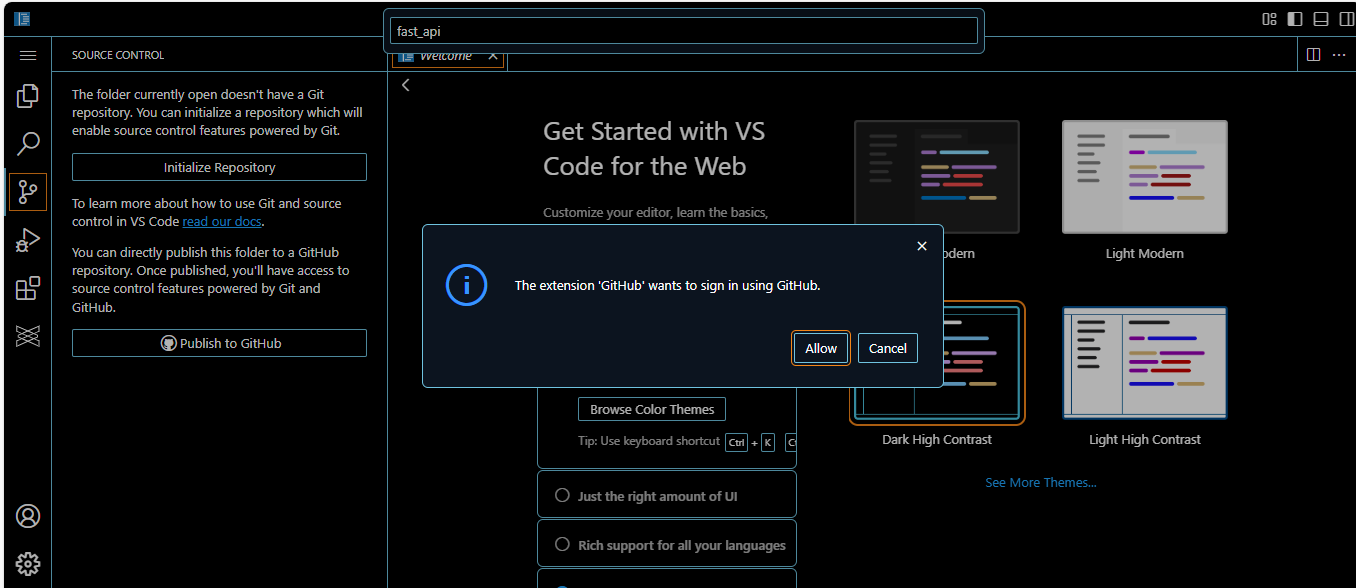 fast_api
SOURCE CONTROL
Welcome
The folder currently open doesn't have a Git
repository. You can initialize a repository which will
enable source control features powered by Git.
Initialize Repository
To learn more about how to use Git and source
control in VS Code read our docs.
You can directly publish this folder to a GitHub
repository. Once published, you'll have access to
source control features powered by Git and
GitHub.
Publish to GitHub
Get Started with VS
Code for the Web
Customize your editor, learn the basics,
The extension 'GitHub' wants to sign in using GitHub.
Allow
Cancel
Browse Color Themes
Tip: Use keyboard shortcut Ctrl + K
Just the right amount of UI
Rich support for all your languages
Light Modern
Dark High Contrast
Light High Contrast
See More Themes...